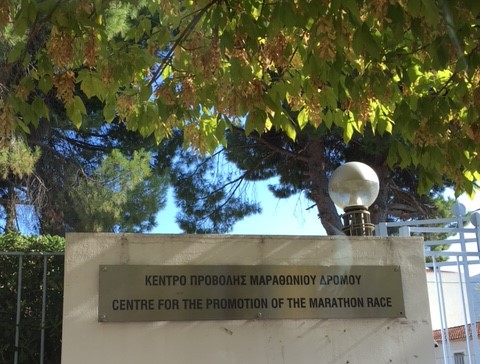 ΚΕΝΤΡΟ ΠΡΟΒΟΛΗΣ ΜΑΡΑΘΩΝΙΟΥ ΔΡΟΜΟΥ
CENTRE FOR THE PROMOTION OF THE MARATHON RACE